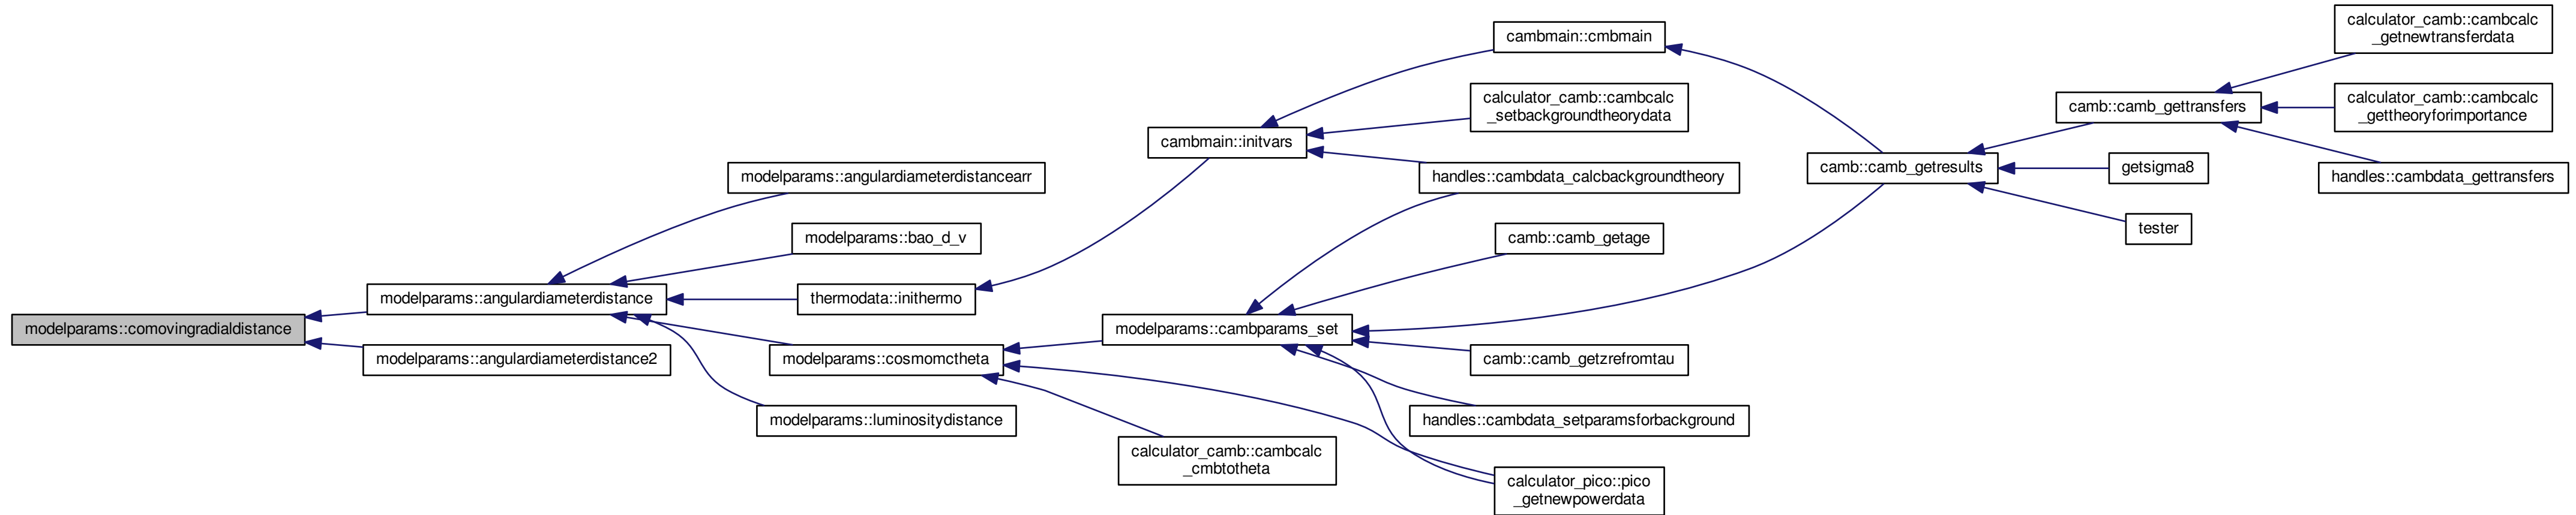 modelparams::comovingradialdistance
modelparams::angulardiameterdistance
modelparams::angulardiameterdistance2
modelparams::angulardiameterdistancearr
modelparams::bao_d_v
thermodata::inithermo
modelparams::cosmomctheta
modelparams::luminositydistance
cambmain::initvars
modelparams::cambparams_set
calculator_camb::cambcalc
_cmbtotheta
cambmain::cmbmain
calculator_camb::cambcalc
_setbackgroundtheorydata
handles::cambdata_calcbackgroundtheory
camb::camb_getage
camb::camb_getzrefromtau
handles::cambdata_setparamsforbackground
calculator_pico::pico
_getnewpowerdata
camb::camb_getresults
camb::camb_gettransfers
getsigma8
tester
calculator_camb::cambcalc
_getnewtransferdata
calculator_camb::cambcalc
_gettheoryforimportance
handles::cambdata_gettransfers